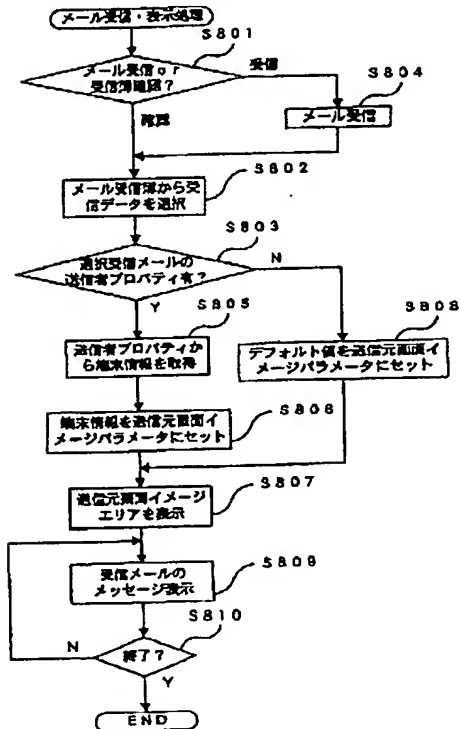 メール受信・表示処理
S801
メール受信or
受信簿確認?
受信
S804
メール受信
確認
S802
メール受信簿から受
信データを選択
S803
選択受信メールの
送信者プロパティ有?
N
Y
S805
S808
送信者プロパティか
ら端末情報を取得
デフォルト値を送信元画面イ
メージパラメータにセット
S806
端末情報を送信元画面イ
メージパラメータにセット
S807
送信元画面イメージ
エリアを表示
S809
受信メールの
メッセージ表示
S810
N
終了?
Y
END